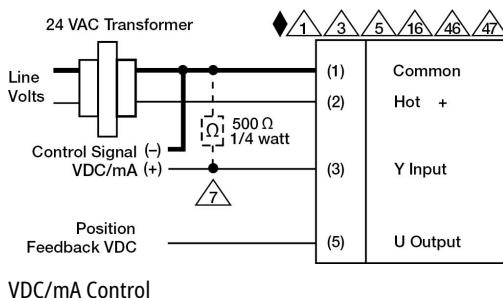 24 VAC Transformer
1 3 5 16 46 47
Line
Volts
(1) Common
(2) Hot +
Ω 500 Ω
1/4 watt
Control Signal (–)
VDC/mA (+)
(3) Y Input
7
Position
Feedback VDC
(5) U Output
VDC/mA Control